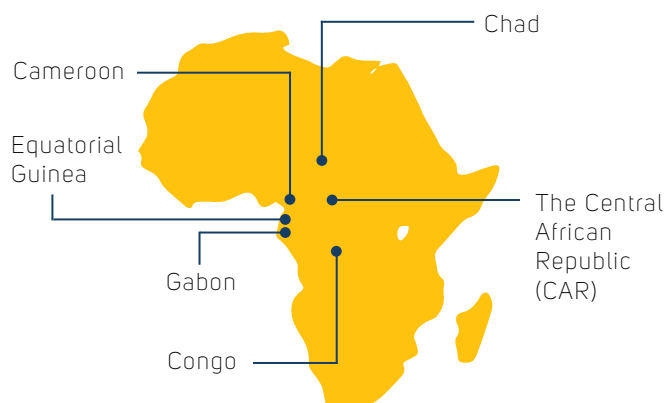 Chad
Cameroon
Equatorial
Guinea
The Central
African
Republic
(CAR)
Gabon
Congo